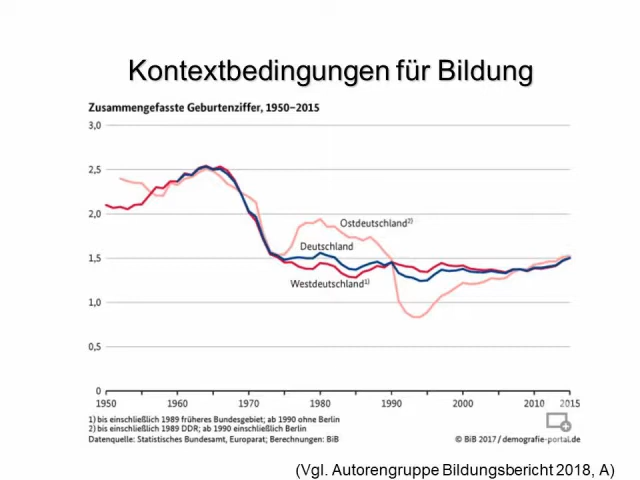 Kontextbedingungen für Bildung
Zusammengefasste Geburtenziffer, 1950–2015
3,0
2,5
2,0
1,5
1,0
0,5
0
Ostdeutschland2)
Deutschland
Westdeutschland1)
1950 1960 1970 1980 1990 2000 2010 2015
1) bis einschließlich 1989 früheres Bundesgebiet; ab 1990 ohne Berlin
2) bis einschließlich 1989 DDR; ab 1990 einschließlich Berlin
Datenquelle: Statistisches Bundesamt, Europarat; Berechnungen: BiB © BiB 2017 / demografie-portal.de
(Vgl. Autorengruppe Bildungsbericht 2018, A)